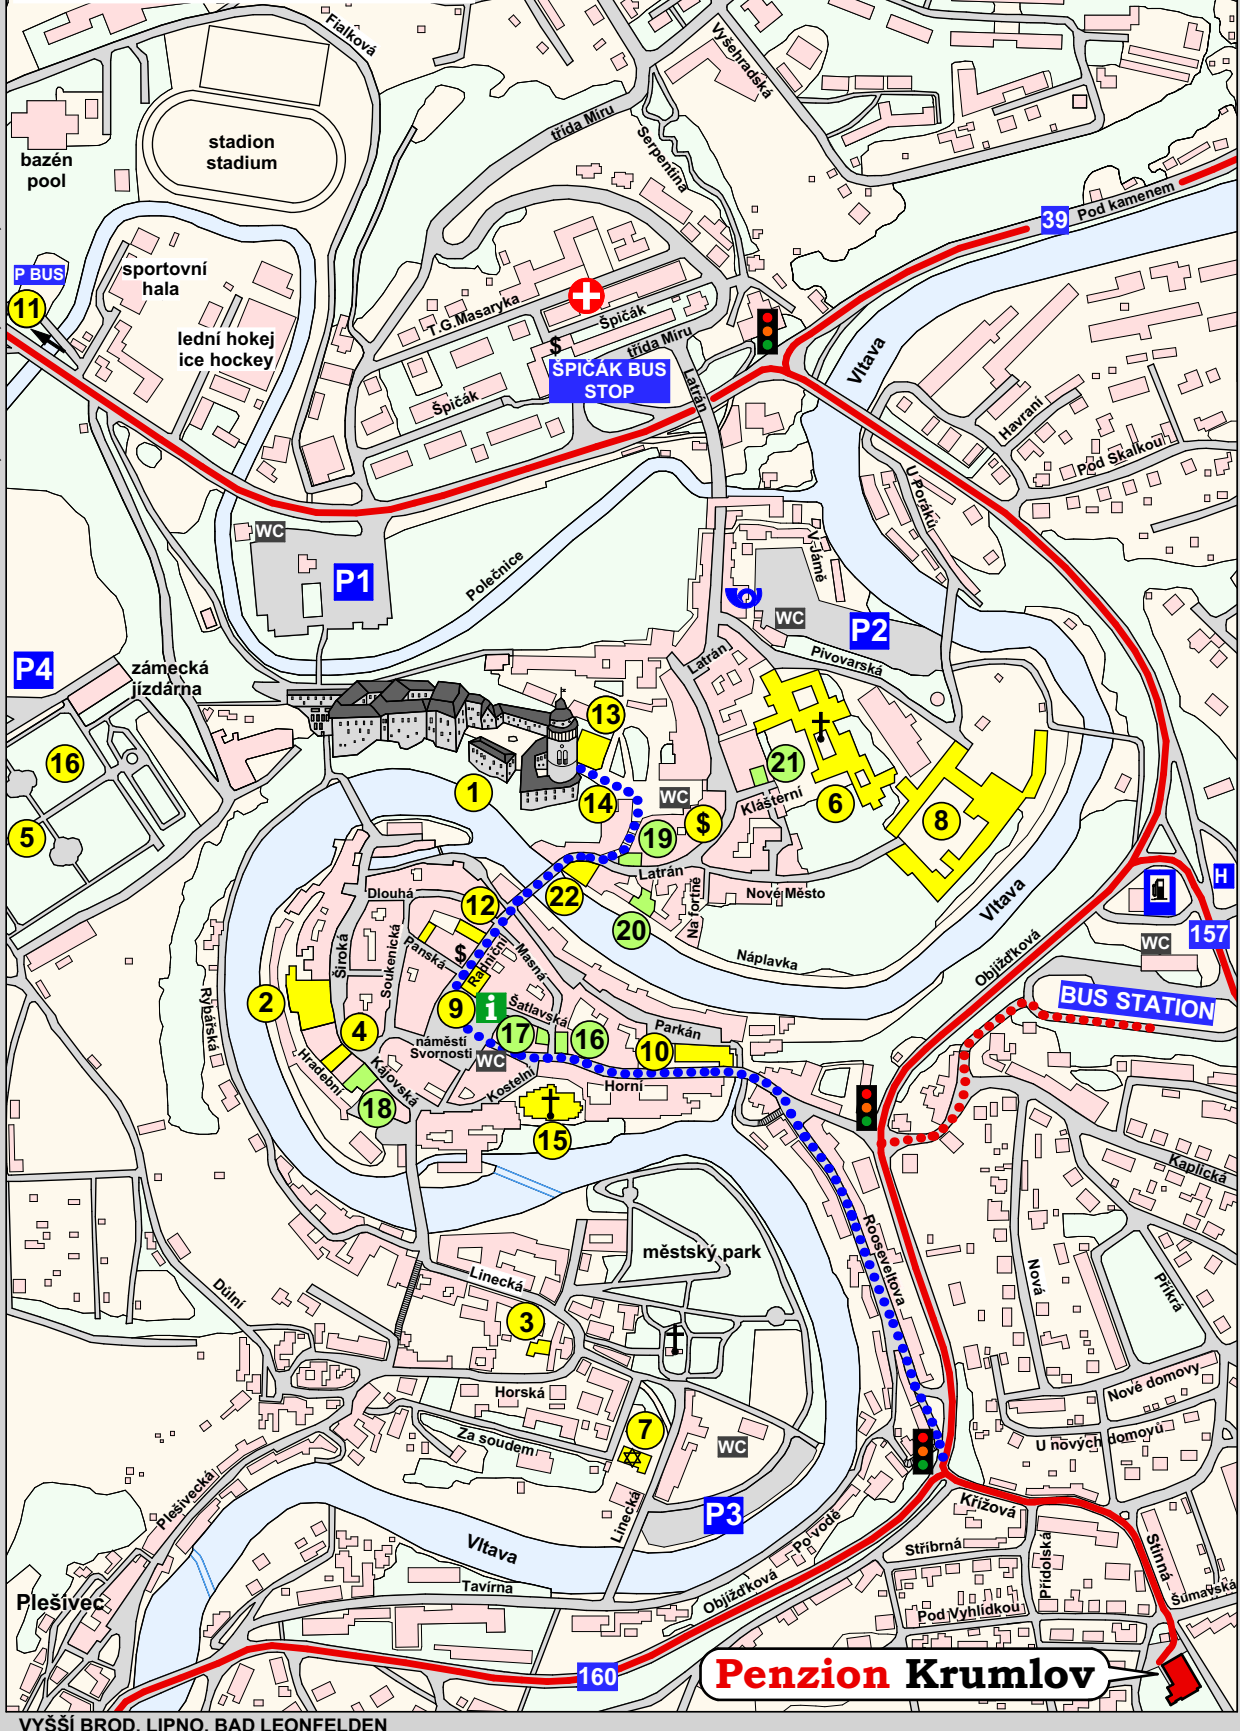 Fialková
Vyšehradská
stadion
stadium
bazén
pool
třída Míru
Serpentina
39
Pod kamenem
P BUS
11
sportovní
hala
lední hokej
ice hockey
T.G.Masaryka
Špičák
$
třída Míru
ŠPIČÁK BUS
STOP
Špičák
Latrán
Vltava
Havraní
Pod Skalkou
U Poráků
WC
P1
Polečnice
V Jámě
WC
P2
P4
zámecká
jízdárna
Latrán
Pivovarská
13
16
5
1
14
WC
$
21
Klášterní
6
8
19
Latrán
Nové Město
22
20
Na fortně
Náplavka
Vltava
H
157
WC
Objížďková
BUS STATION
Dlouhá
12
Široká
Soukenická
Panská
$
Radniční
Masná
Rybářská
2
4
9
i
Šatlavská
17
16
Parkán
10
náměstí
Svornosti
WC
Hradební
Kájovská
18
Kostelní
Horní
15
Kaplická
Rooseveltova
městský park
Linecká
Důlní
3
Nová
Příkrá
Horská
Nové domovy
7
Za soudem
WC
U nových domovů
Plešivecká
P3
Linecká
Křížová
Po vodě
Vltava
Stříbrná
Přídolská
Stinná
Plešivec
Tavírna
Objížďková
Pod Vyhlídkou
Šumavská
160
Penzion Krumlov
VYŠŠÍ BROD, LIPNO, BAD LEONFELDEN